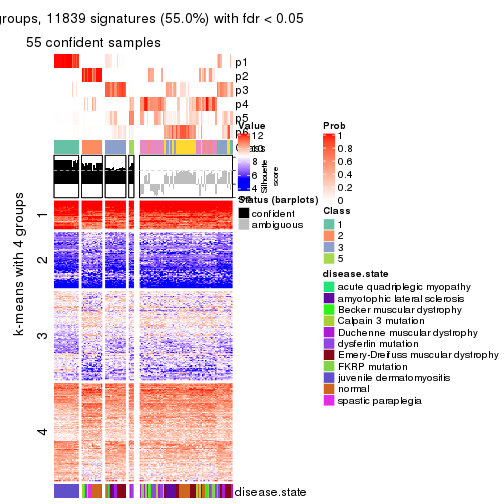 groups, 11839 signatures (55.0%) with fdr < 0.05
55 confident samples
p1
p2
p3
p4
p5
p6
k-means with 4 groups
1
2
3
4
Value
12
10
8
6
4
Silhouette
score
Status (barplots)
confident
ambiguous
Prob
1
0.8
0.6
0.4
0.2
0
Class
1
2
3
5
disease.state
acute quadriplegic myopathy
amyotophic lateral sclerosis
Becker muscular dystrophy
Calpain 3 mutation
Duchenne muscular dystrophy
dysferlin mutation
Emery-Dreifuss muscular dystrophy
FKRP mutation
juvenile dermatomyositis
normal
spastic paraplegia
disease.state